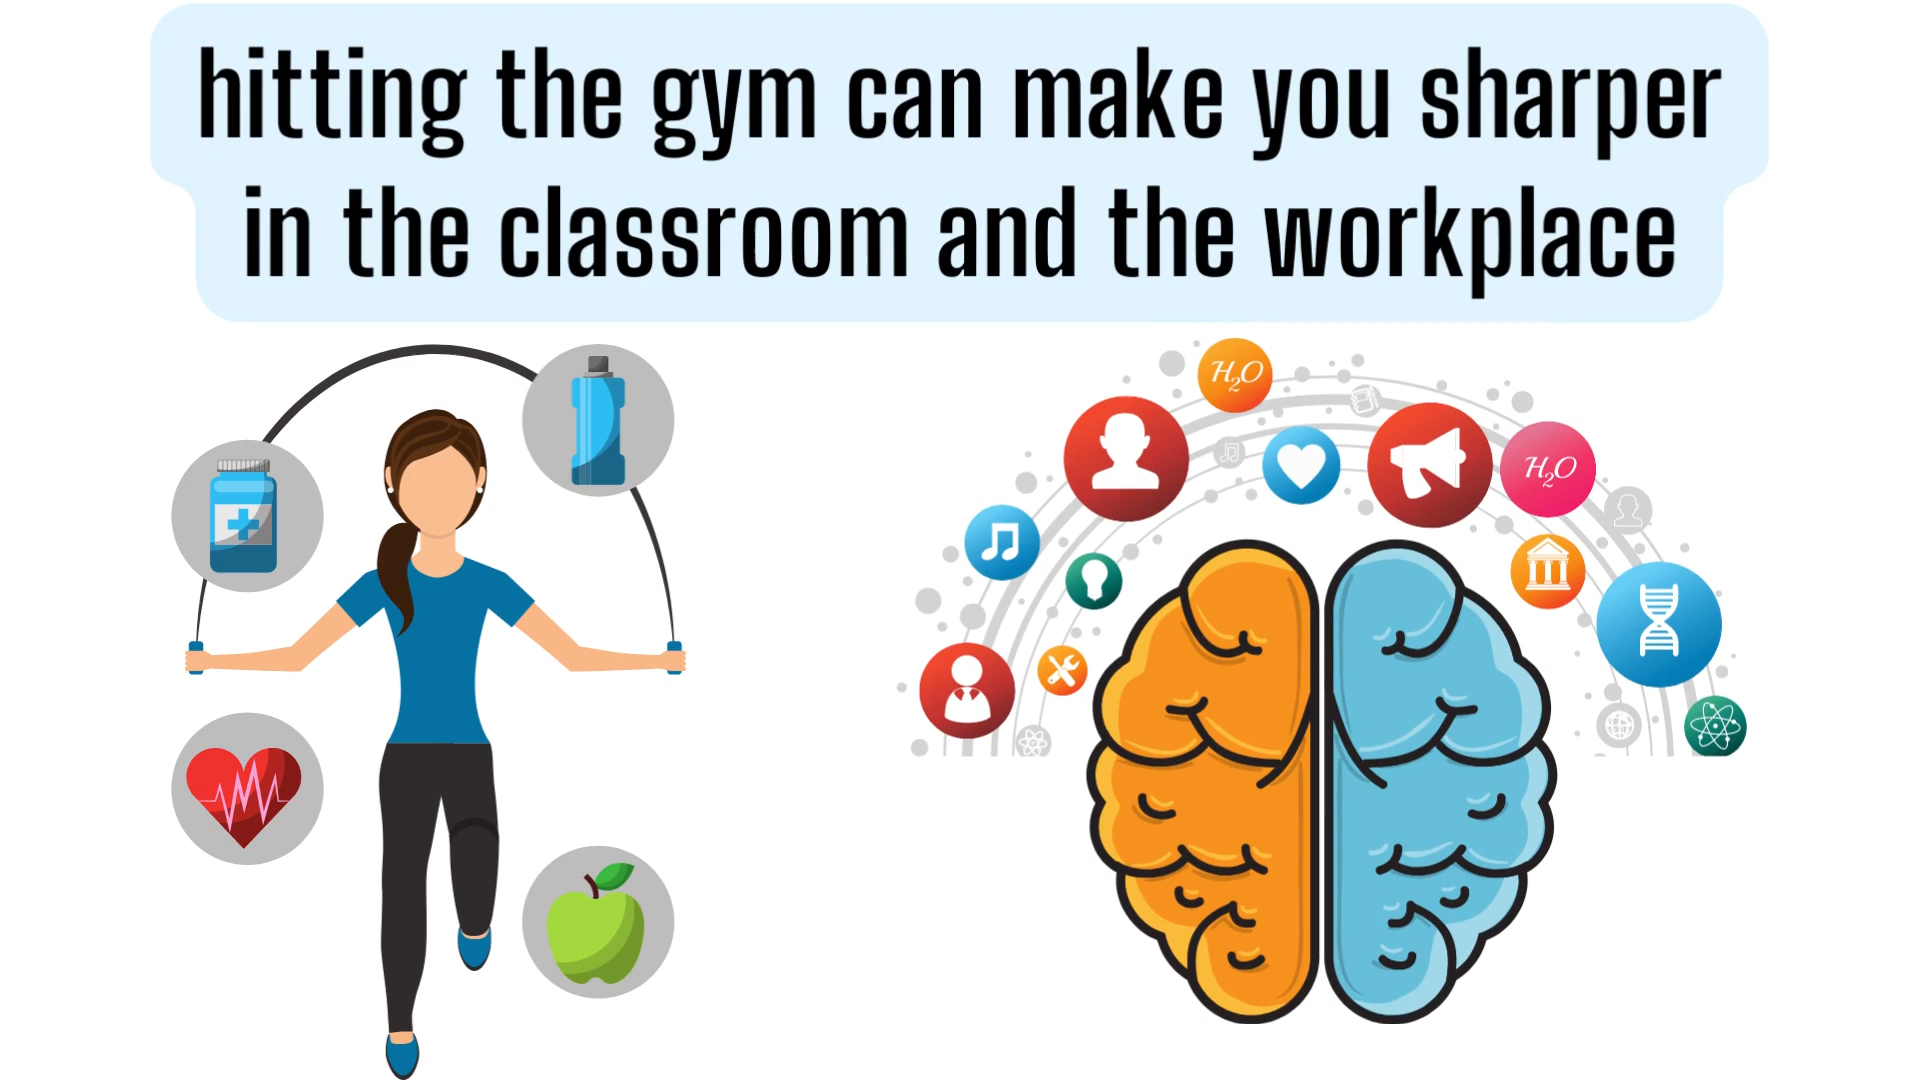 hitting the gym can make you sharper
in the classroom and the workplace
H₂O
H₂O